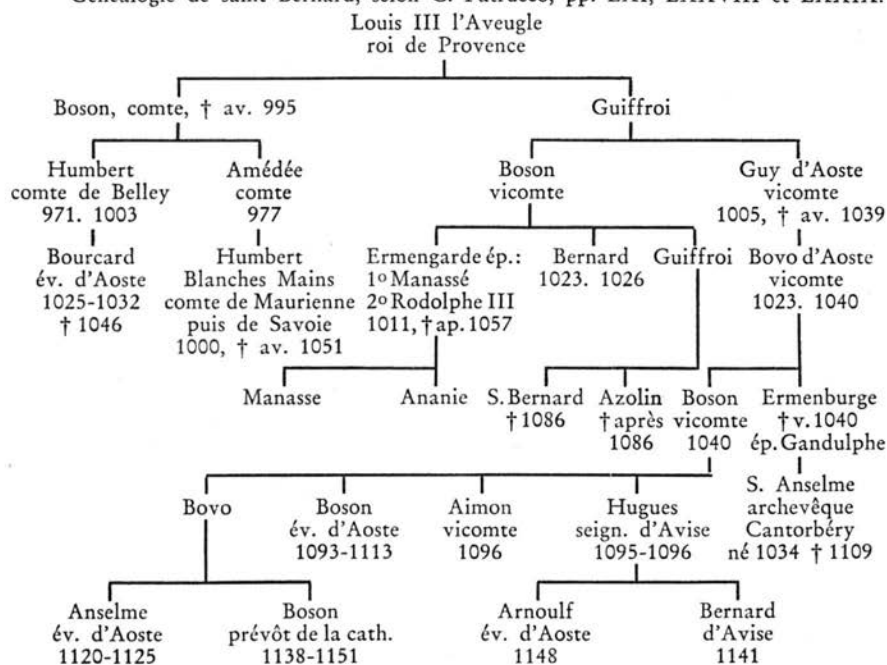 Louis III l'Aveugle
roi de Provence
Boson, comte, † av. 995
Guiffroi
Humbert
comte de Belley
971. 1003
Amédée
comte
977
Boson
vicomte
Guy d'Aoste
vicomte
1005, † av. 1039
Bourcard
év. d'Aoste
1025-1032
† 1046
Humbert
Blanches Mains
comte de Maurienne
puis de Savoie
1000, † av. 1051
Ermengarde ép.:
1º Manassé
2º Rodolphe III
1011, † ap. 1057
Bernard
1023. 1026
Guiffroi
Bovo d'Aoste
vicomte
1023. 1040
Manasse
Ananie
S. Bernard
† 1086
Azolin
† après
1086
Boson
vicomte
1040
Ermenburge
† v. 1040
ép. Gandulphe
Bovo
Boson
év. d'Aoste
1093-1113
Aimon
vicomte
1096
Hugues
seign. d'Avise
1095-1096
S. Anselme
archevêque
Cantorbéry
né 1034 † 1109
Anselme
év. d'Aoste
1120-1125
Boson
prévôt de la cath.
1138-1151
Arnoulf
év. d'Aoste
1148
Bernard
d'Avise
1141